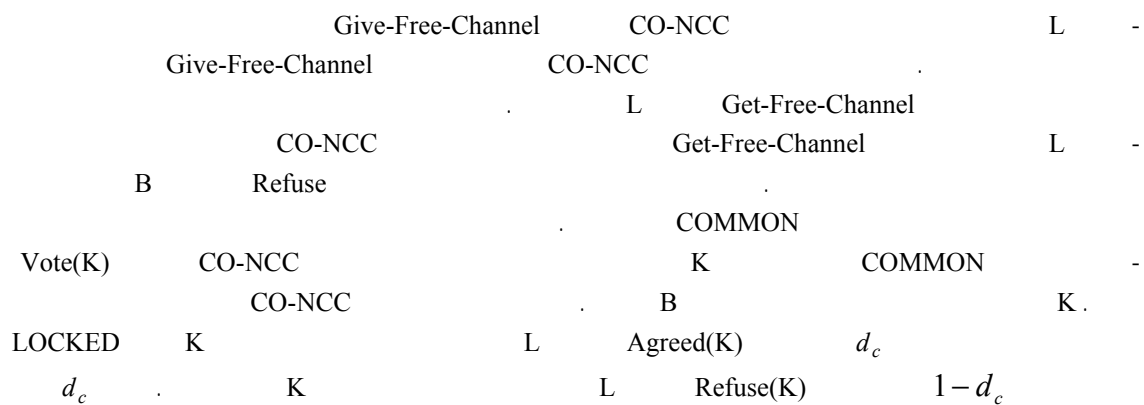 Give-Free-Channel CO-NCC L -
Give-Free-Channel CO-NCC .
. L Get-Free-Channel
CO-NCC Get-Free-Channel L -
B Refuse .
. COMMON
Vote(K) CO-NCC K COMMON -
CO-NCC . B K .
LOCKED K L Agreed(K) d_c
d_c . K L Refuse(K) 1 − d_c